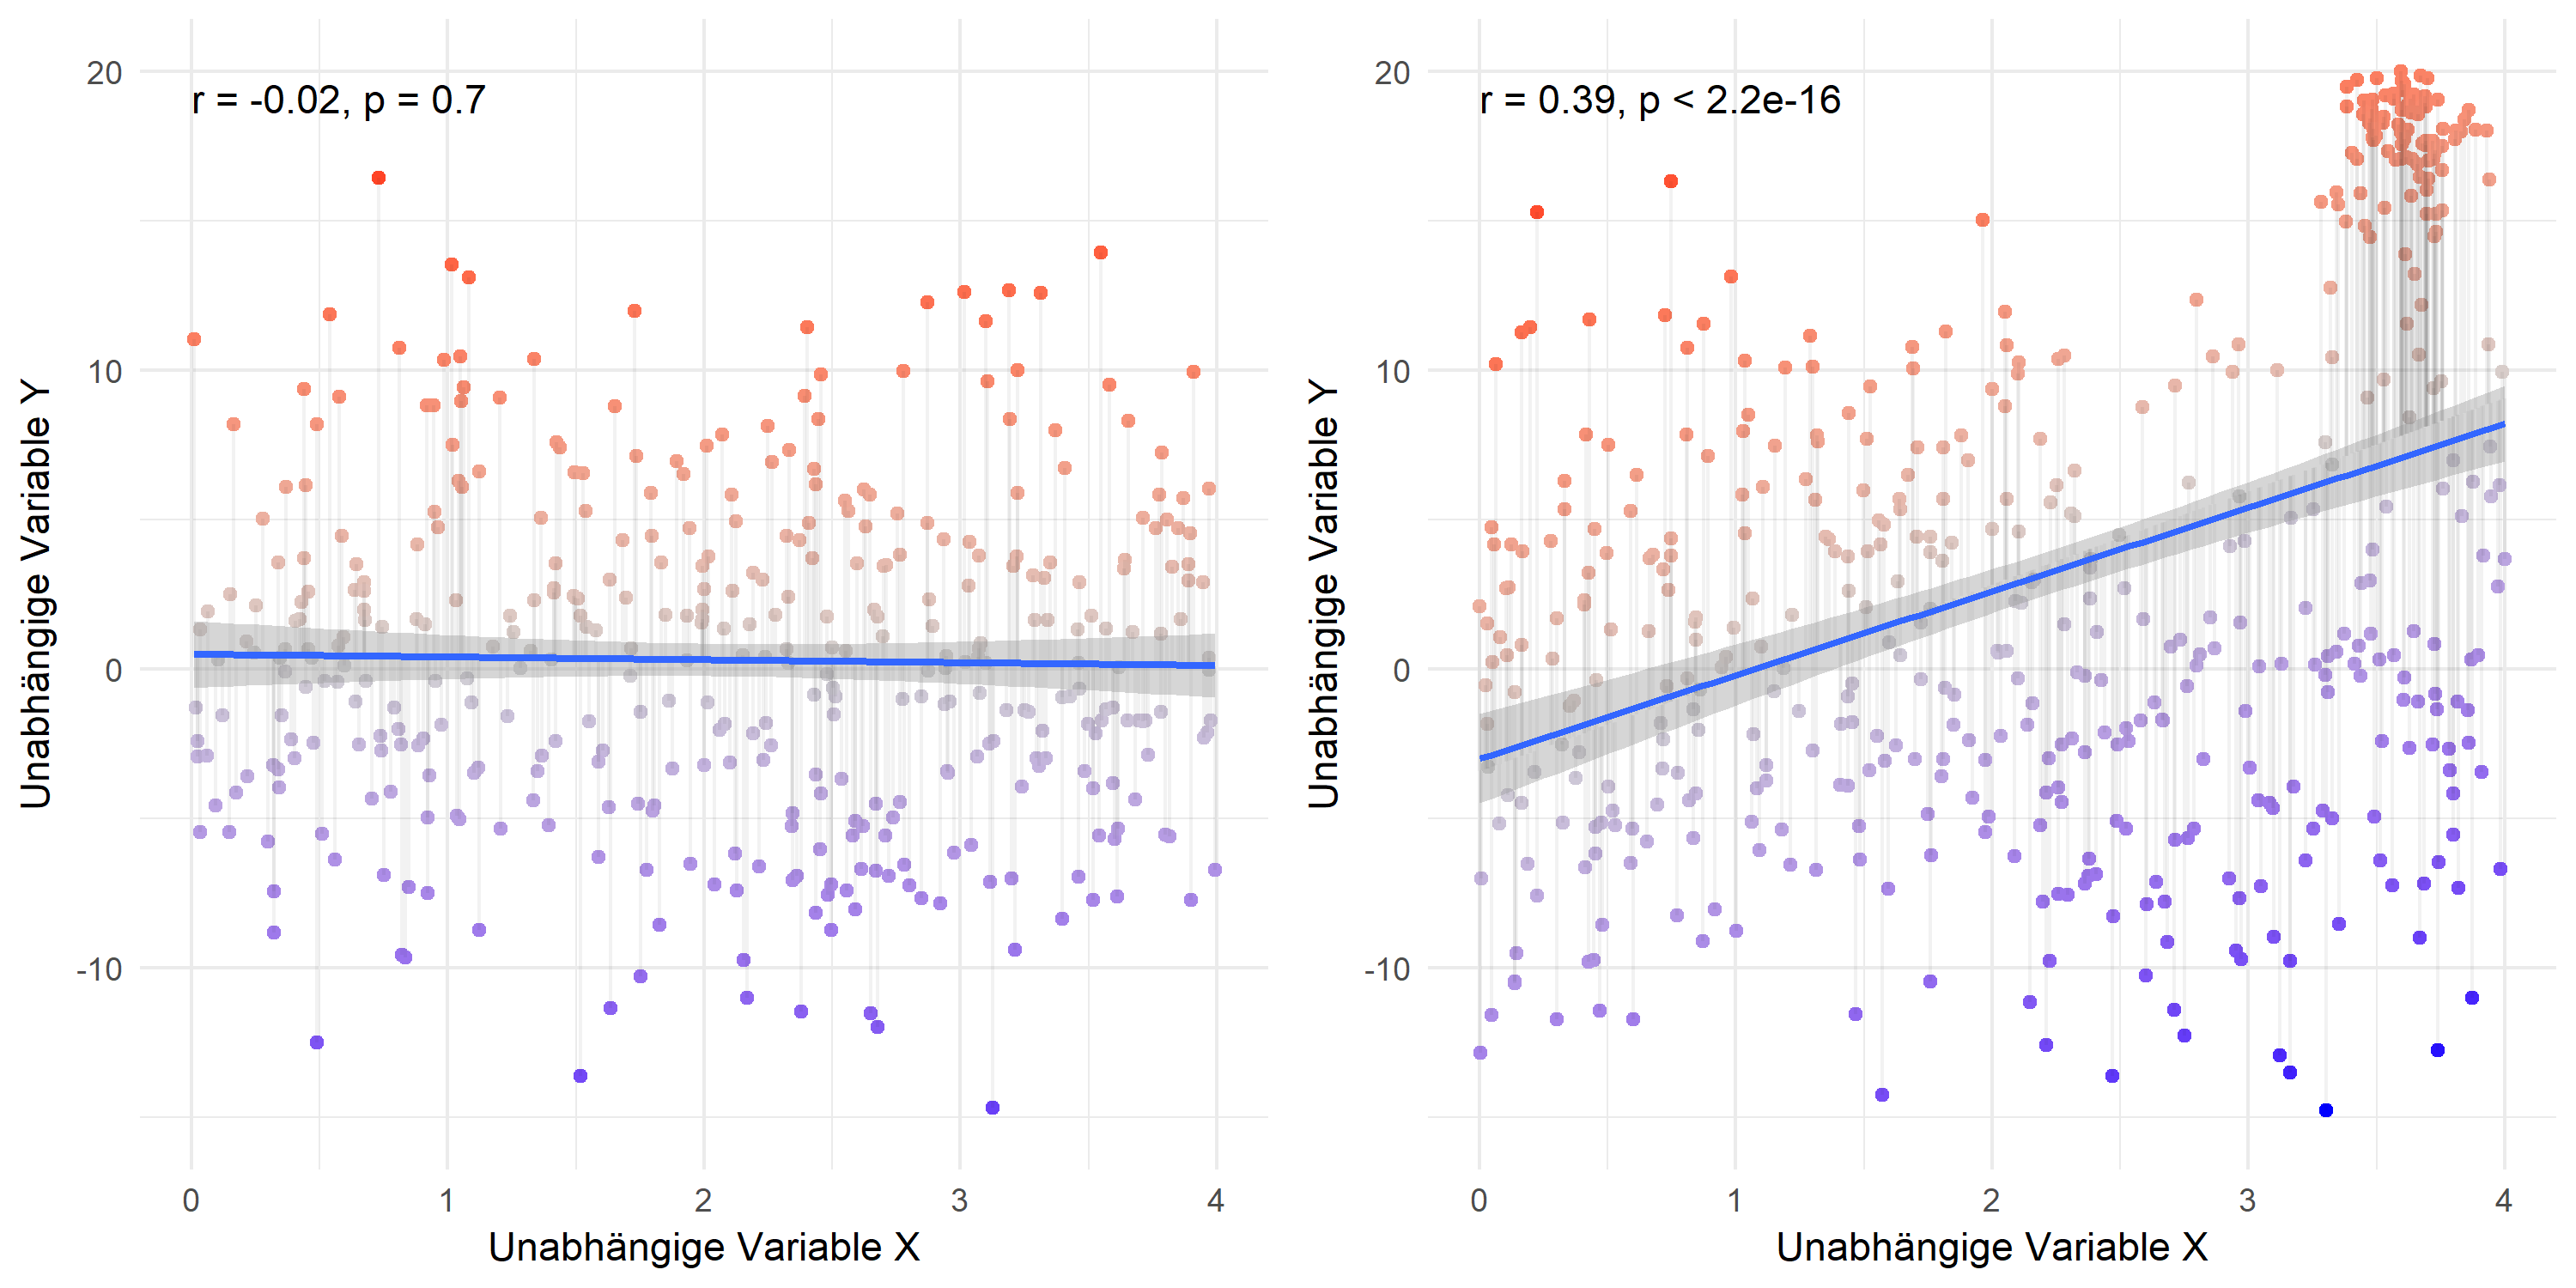 r = -0.02, p = 0.7
20
10
0
-10
Unabhängige Variable Y
0 1 2 3 4
Unabhängige Variable X
r = 0.39, p < 2.2e-16
20
10
0
-10
Unabhängige Variable Y
0 1 2 3 4
Unabhängige Variable X